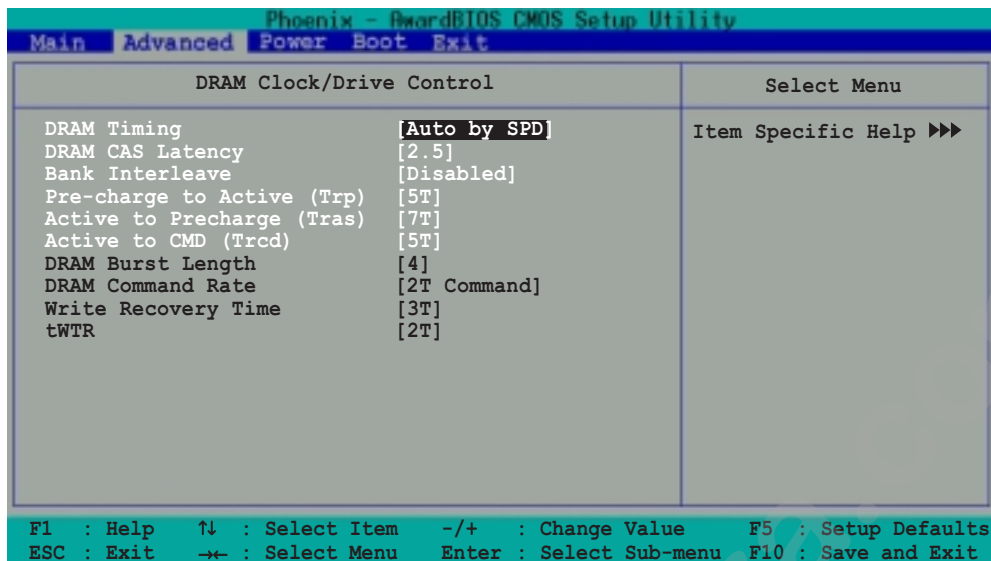 Phoenix - AwardBIOS CMOS Setup Utility
Main Advanced Power Boot Exit
DRAM Clock/Drive Control
Select Menu
DRAM Timing [Auto by SPD]
Item Specific Help ▶▶▶
DRAM CAS Latency [2.5]
Bank Interleave [Disabled]
Pre-charge to Active (Trp) [5T]
Active to Precharge (Tras) [7T]
Active to CMD (Trcd) [5T]
DRAM Burst Length [4]
DRAM Command Rate [2T Command]
Write Recovery Time [3T]
tWTR [2T]
F1 : Help ↑↓ : Select Item -/+ : Change Value F5 : Setup Defaults
ESC : Exit →← : Select Menu Enter : Select Sub-menu F10 : Save and Exit